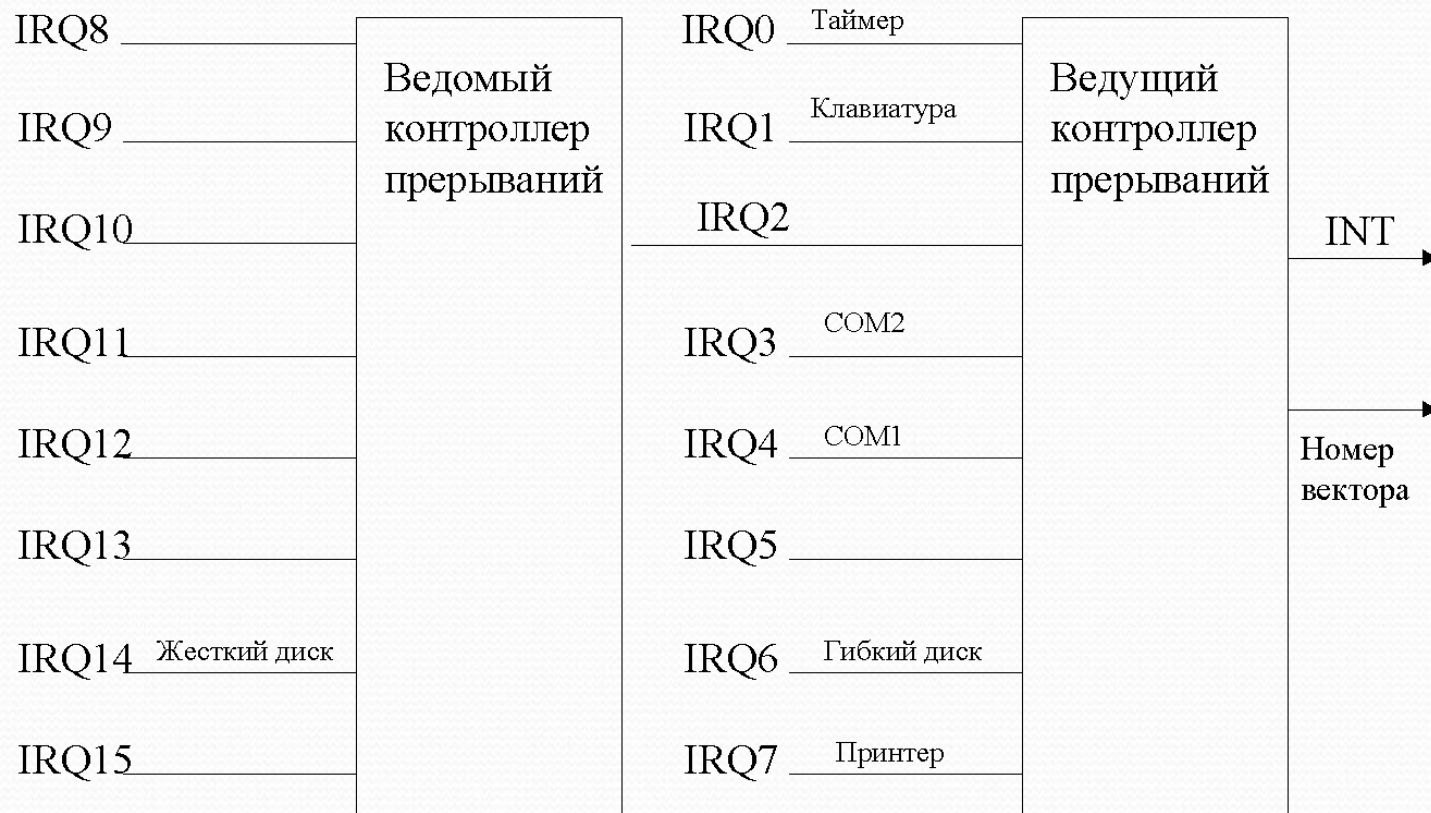 IRQ8
IRQ9
IRQ10
IRQ11
IRQ12
IRQ13
IRQ14 Жесткий диск
IRQ15
Ведомый
контроллер
прерываний
IRQ0 Таймер
IRQ1 Клавиатура
IRQ2
IRQ3 COM2
IRQ4 COM1
IRQ5
IRQ6 Гибкий диск
IRQ7 Принтер
Ведущий
контроллер
прерываний
INT
Номер
вектора